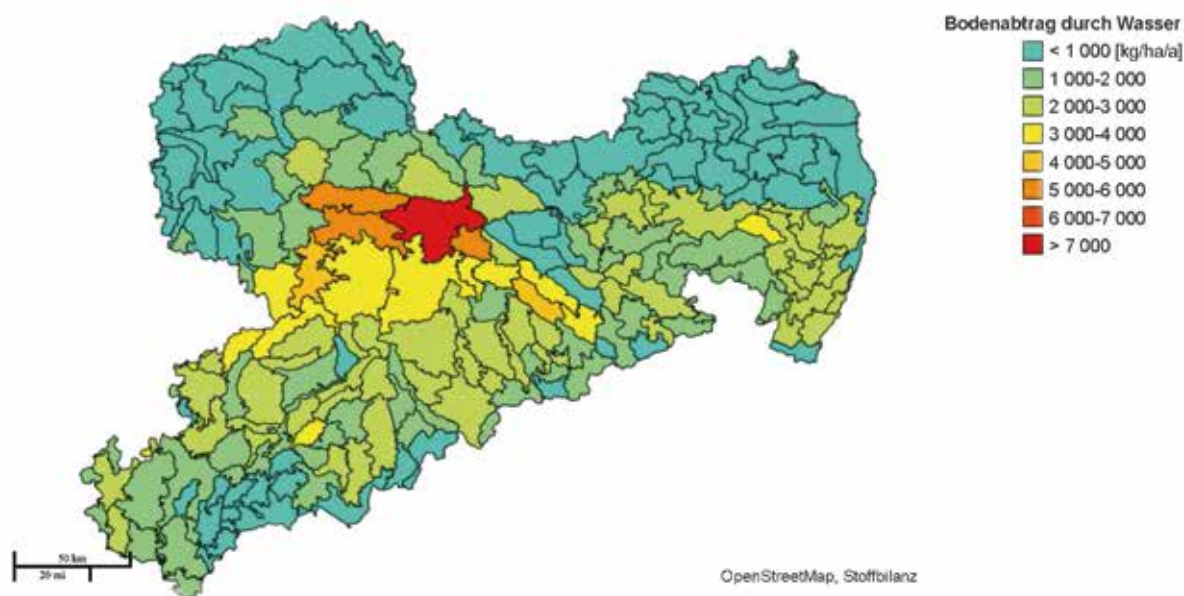 Bodenabtrag durch Wasser
< 1 000 [kg/ha/a]
1 000-2 000
2 000-3 000
3 000-4 000
4 000-5 000
5 000-6 000
6 000-7 000
> 7 000
50 km
20 mi
OpenStreetMap, Stoffbilanz